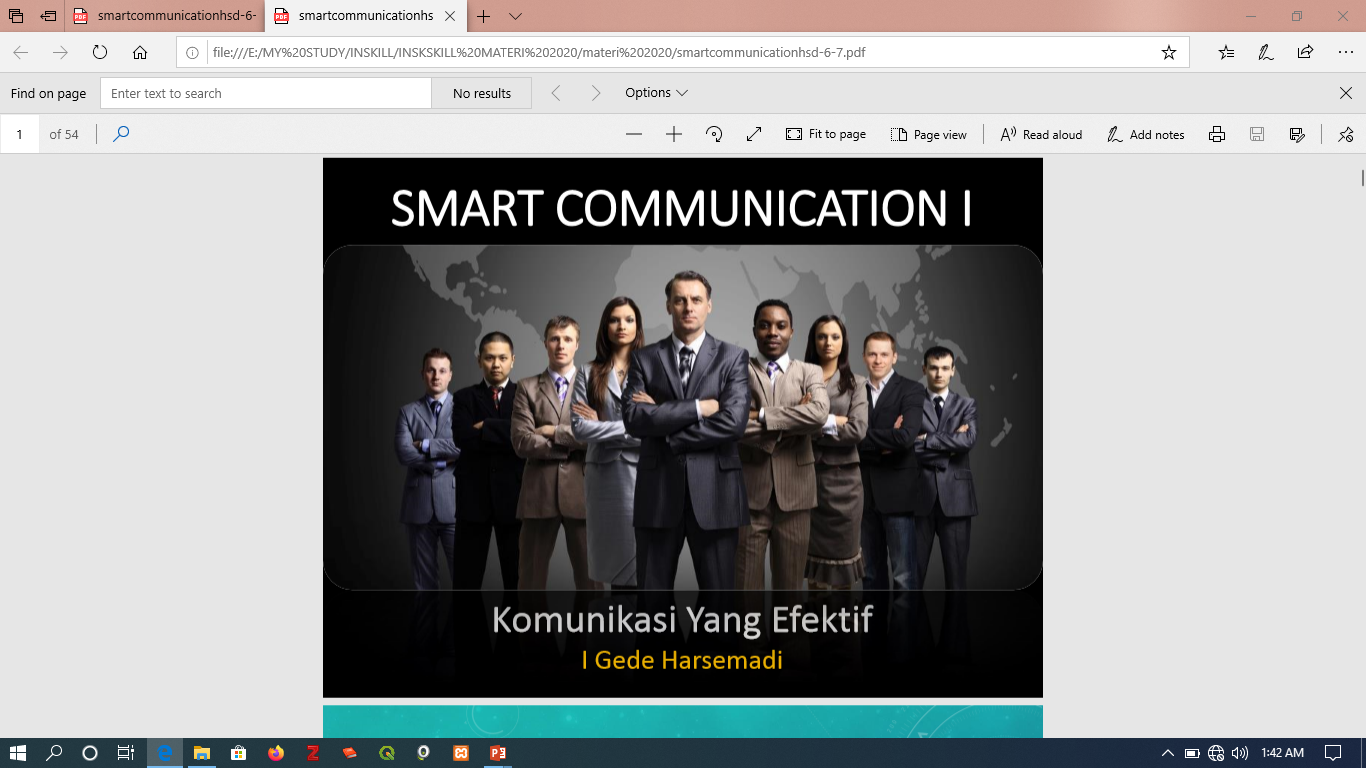 smartcommunicationhsd-6-
smartcommunicationhs
file:///E:/MY%20STUDY/INSKILL/INSKSKILL%20MATERI%202020/materi%202020/smartcommunicationhsd-6-7.pdf
Find on page
Enter text to search
No results
Options
1 of 54
Fit to page
Page view
Read aloud
Add notes
SMART COMMUNICATION I
Komunikasi Yang Efektif
I Gede Harsemadi
1:42 AM